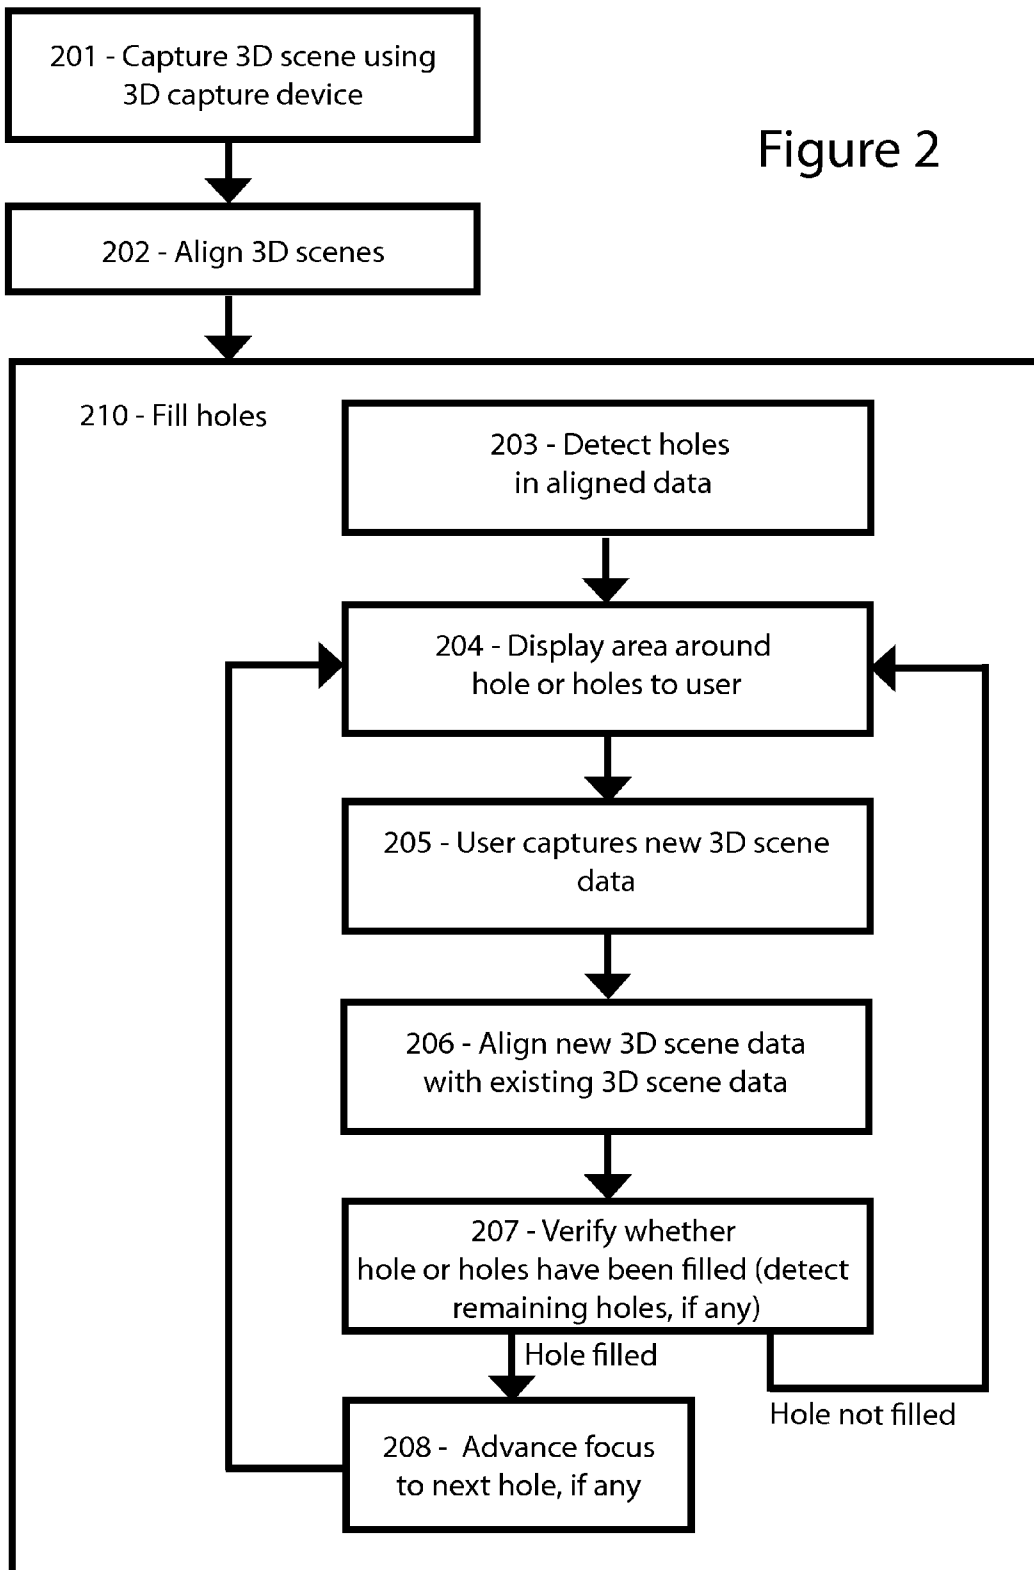 201 - Capture 3D scene using
3D capture device
Figure 2
202 - Align 3D scenes
210 - Fill holes
203 - Detect holes
in aligned data
204 - Display area around
hole or holes to user
205 - User captures new 3D scene
data
206 - Align new 3D scene data
with existing 3D scene data
207 - Verify whether
hole or holes have been filled (detect
remaining holes, if any)
Hole filled
Hole not filled
208 - Advance focus
to next hole, if any